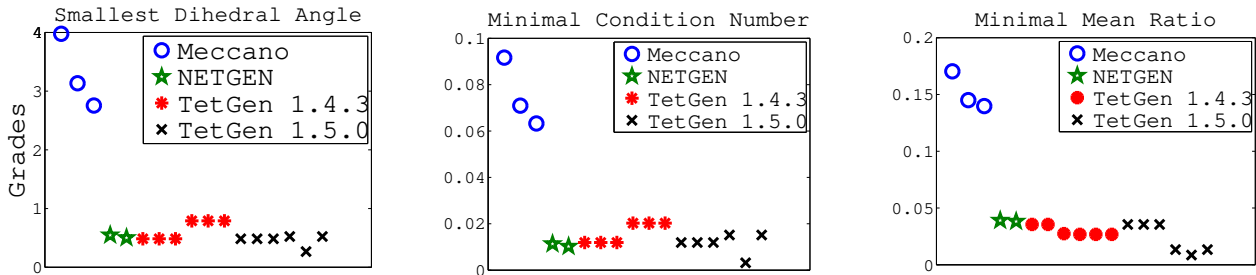 Smallest Dihedral Angle
Grades
4
3
2
1
0
Meccano
NETGEN
TetGen 1.4.3
TetGen 1.5.0
Minimal Condition Number
0.1
0.08
0.06
0.04
0.02
0
Meccano
NETGEN
TetGen 1.4.3
TetGen 1.5.0
Minimal Mean Ratio
0.2
0.15
0.1
0.05
0
Meccano
NETGEN
TetGen 1.4.3
TetGen 1.5.0